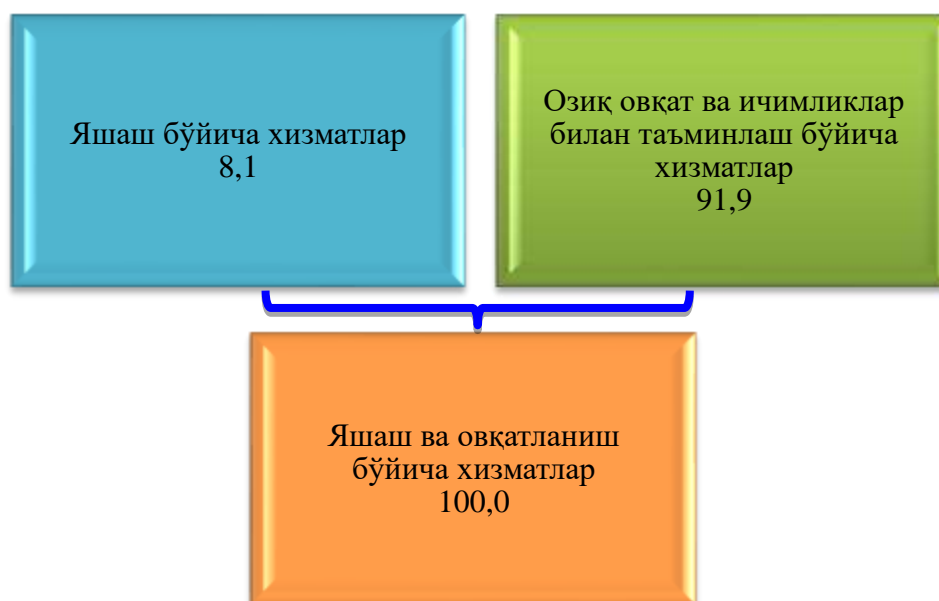 Яшаш бўйича хизматлар
8,1
Озиқ овқат ва ичимликлар
билан таъминлаш бўйича
хизматлар
91,9
Яшаш ва овқатланиш
бўйича хизматлар
100,0